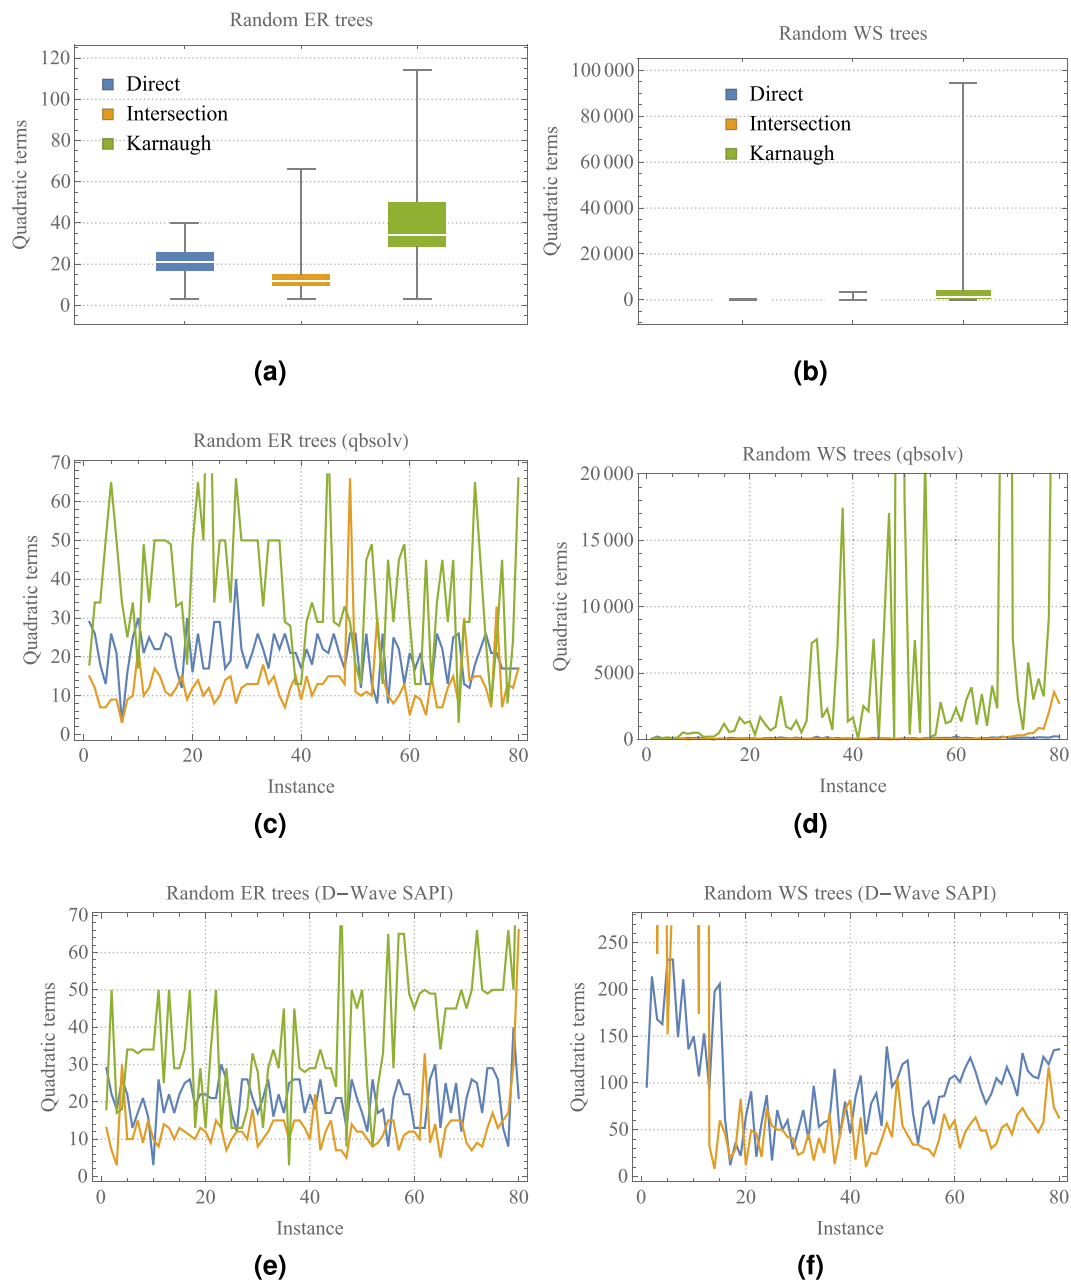 Random ER trees
Quadratic terms
120
100
80
60
40
20
0
Direct
Intersection
Karnaugh
(a)
Random WS trees
Quadratic terms
100 000
80 000
60 000
40 000
20 000
0
Direct
Intersection
Karnaugh
(b)
Random ER trees (qbsolv)
Quadratic terms
70
60
50
40
30
20
10
0
0 20 40 60 80
Instance
(c)
Random WS trees (qbsolv)
Quadratic terms
20 000
15 000
10 000
5000
0
0 20 40 60 80
Instance
(d)
Random ER trees (D−Wave SAPI)
Quadratic terms
70
60
50
40
30
20
10
0
0 20 40 60 80
Instance
(e)
Random WS trees (D−Wave SAPI)
Quadratic terms
250
200
150
100
50
0
0 20 40 60 80
Instance
(f)